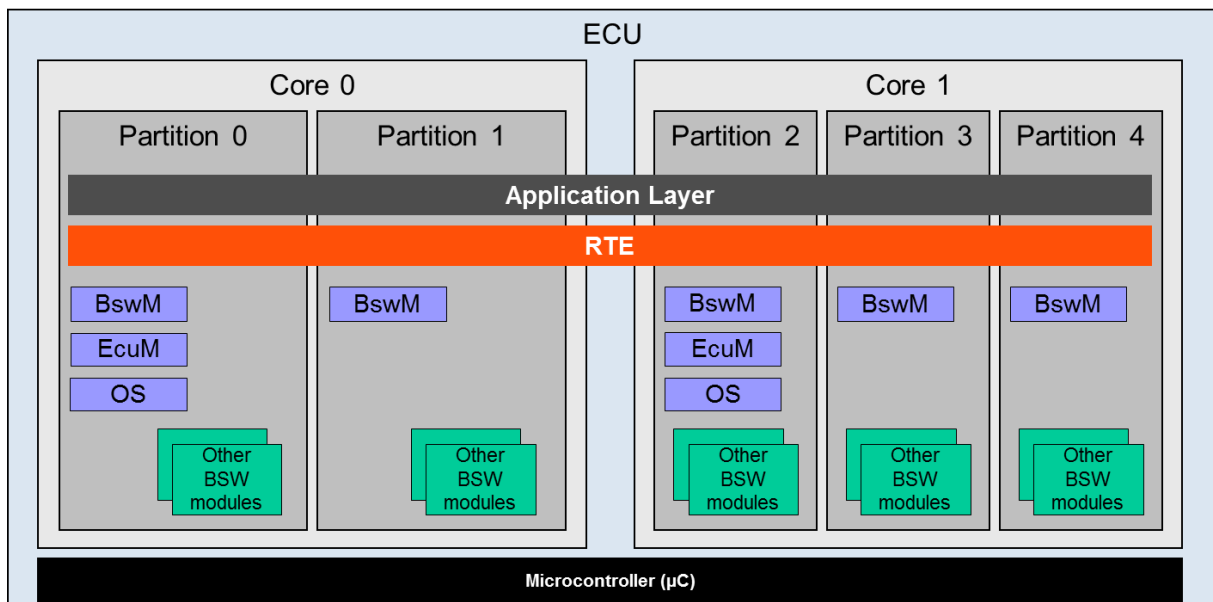 ECU
Core 0
Core 1
Partition 0
Partition 1
Partition 2
Partition 3
Partition 4
Application Layer
RTE
BswM
BswM
BswM
BswM
BswM
EcuM
EcuM
OS
OS
Other
BSW
modules
Other
BSW
modules
Other
BSW
modules
Other
BSW
modules
Other
BSW
modules
Microcontroller (µC)